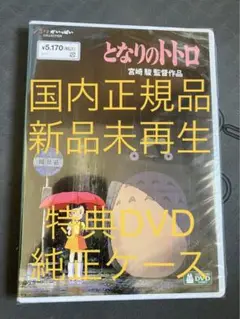 ¥5,170
となりのトトロ
宮崎 駿 監督作品
国内正規品
新品未再生
特典DVD
純正ケース
DVD